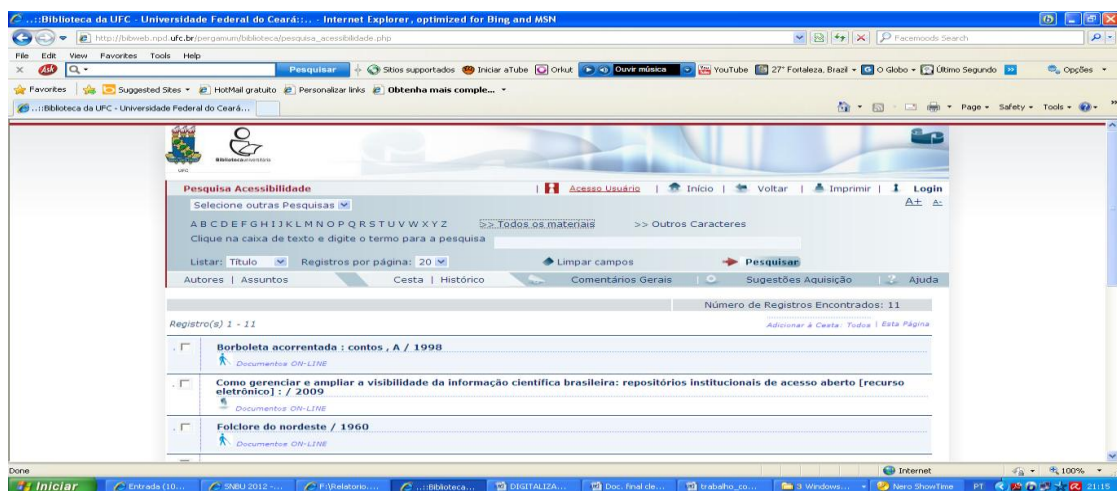 ..::Biblioteca da UFC - Universidade Federal do Ceará::.. - Internet Explorer, optimized for Bing and MSN
http://bibweb.npd.ufc.br/pergamum/biblioteca/pesquisa_acessibilidade.php
Facemoods Search
File Edit View Favorites Tools Help
Ask Pesquisar Sitios suportados Iniciar aTube Orkut Ouvir música YouTube 27° Fortaleza, Brazil O Globo Último Segundo Opções
Favorites Suggested Sites HotMail gratuito Personalizar links Obtenha mais comple...
..::Biblioteca da UFC - Universidade Federal do Ceará... Page Safety Tools
UFC Biblioteca universitária
Pesquisa Acessibilidade | Acesso Usuário | Início | Voltar | Imprimir | Login
Selecione outras Pesquisas A+ A-
A B C D E F G H I J K L M N O P Q R S T U V W X Y Z >> Todos os materiais >> Outros Caracteres
Clique na caixa de texto e digite o termo para a pesquisa
Listar: Título Registros por página: 20 Limpar campos Pesquisar
Autores | Assuntos Cesta | Histórico Comentários Gerais Sugestões Aquisição Ajuda
Número de Registros Encontrados: 11
Registro(s) 1 - 11 Adicionar à Cesta: Todos | Esta Página
Borboleta acorrentada : contos , A / 1998
Documentos ON-LINE
Como gerenciar e ampliar a visibilidade da informação científica brasileira: repositórios institucionais de acesso aberto [recurso
eletrônico] : / 2009
Documentos ON-LINE
Folclore do nordeste / 1960
Documentos ON-LINE
Done Internet 100%
Iniciar Entrada (10... SNBU 2012 -... F:\Relatorio.... ..::Biblioteca... DIGITALIZA... Doc. final de... trabalho_co... 3 Windows... Nero ShowTime PT 21:15